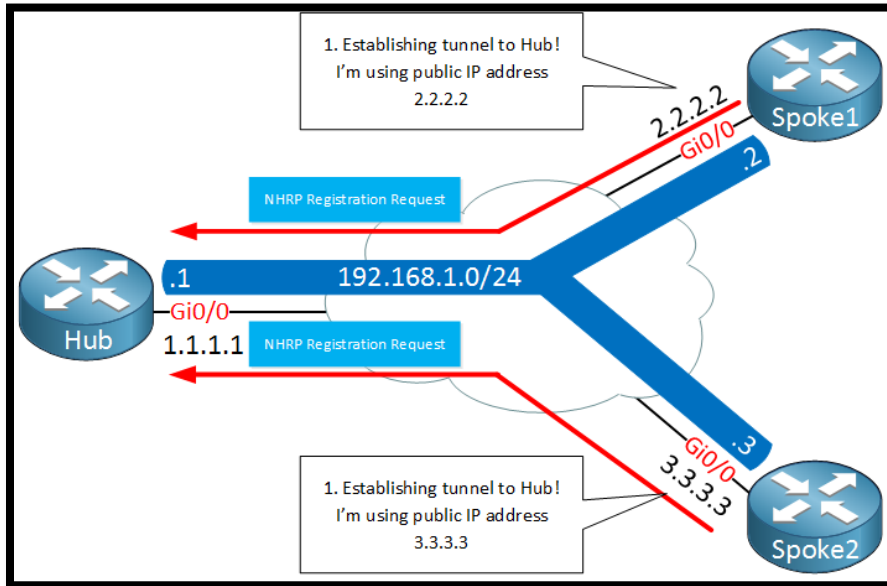 1. Establishing tunnel to Hub!
I'm using public IP address
2.2.2.2
2.2.2.2
Gi0/0
Spoke1
.2
NHRP Registration Request
.1
192.168.1.0/24
Gi0/0
Hub
1.1.1.1
NHRP Registration Request
.3
Gi0/0
3.3.3.3
Spoke2
1. Establishing tunnel to Hub!
I'm using public IP address
3.3.3.3